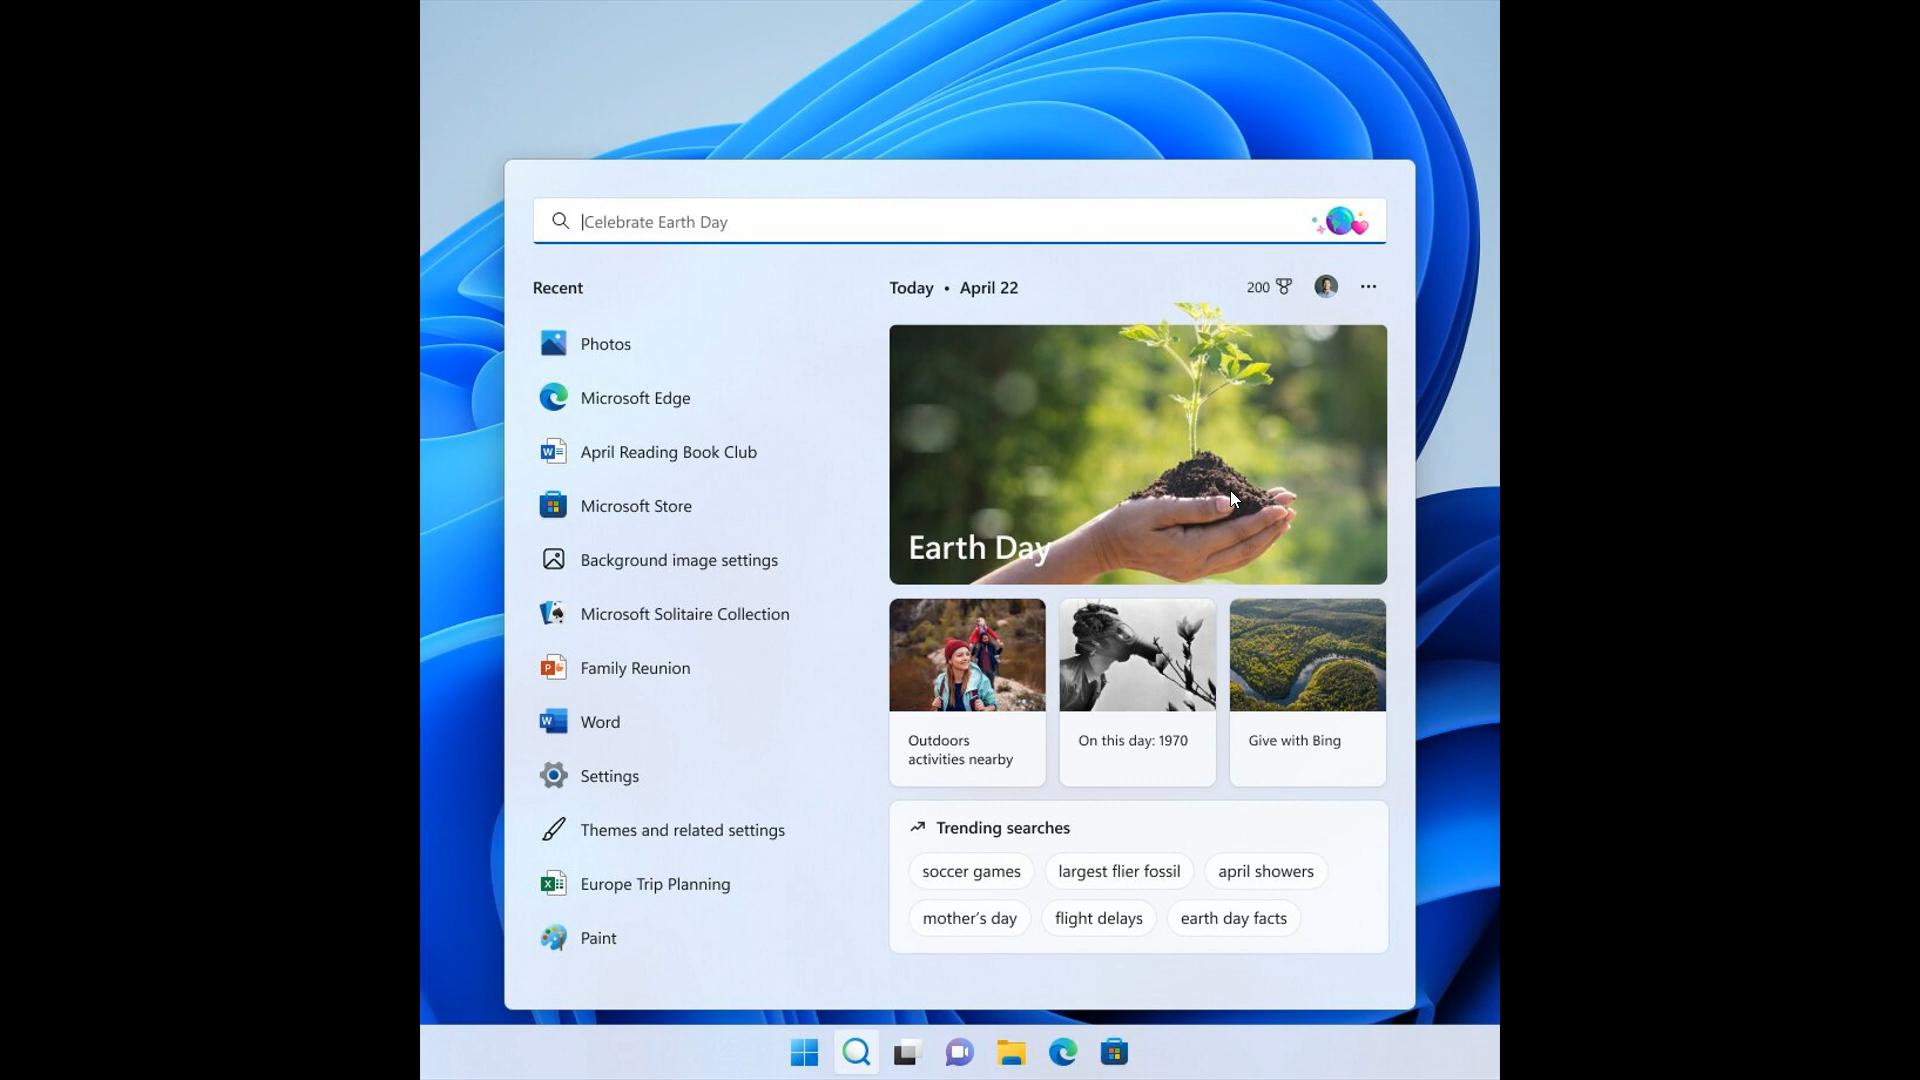 Celebrate Earth Day
Recent
Photos
Microsoft Edge
April Reading Book Club
Microsoft Store
Background image settings
Microsoft Solitaire Collection
Family Reunion
Word
Settings
Themes and related settings
Europe Trip Planning
Paint
Today • April 22
200
Earth Day
Outdoors
activities nearby
On this day: 1970
Give with Bing
Trending searches
soccer games
largest flier fossil
april showers
mother's day
flight delays
earth day facts